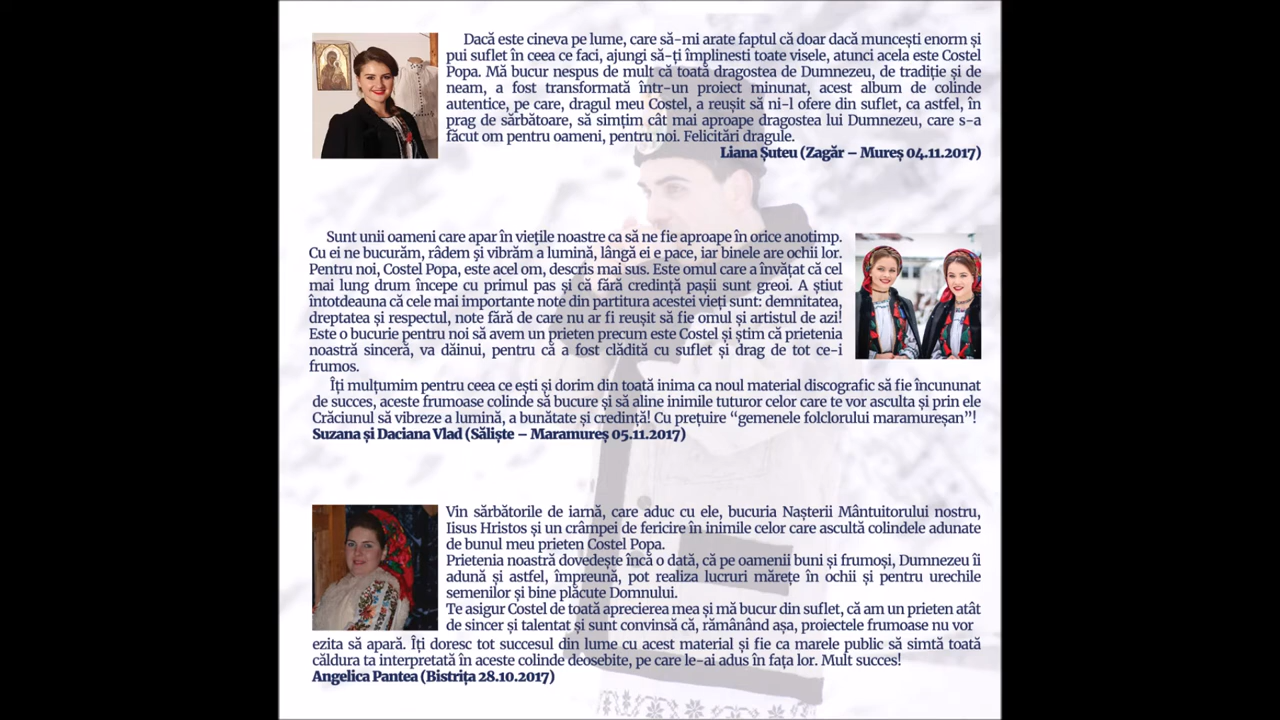 Dacă este cineva pe lume, care să-mi arate faptul că doar dacă muncești enorm și
pui suflet în ceea ce faci, ajungi să-ți împlinesti toate visele, atunci acela este Costel
Popa. Mă bucur nespus de mult că toată dragostea de Dumnezeu, de tradiție și de
neam, a fost transformată într-un proiect minunat, acest album de colinde
autentice, pe care, dragul meu Costel, a reușit să ni-l ofere din suflet, ca astfel, în
prag de sărbătoare, să simțim cât mai aproape dragostea lui Dumnezeu, care s-a
făcut om pentru oameni, pentru noi. Felicitări dragule.
Liana Șuteu (Zagăr – Mureș 04.11.2017)
Sunt unii oameni care apar în viețile noastre ca să ne fie aproape în orice anotimp.
Cu ei ne bucurăm, râdem și vibrăm a lumină, lângă ei e pace, iar binele are ochii lor.
Pentru noi, Costel Popa, este acel om, descris mai sus. Este omul care a învățat că cel
mai lung drum începe cu primul pas și că fără credință pașii sunt greoi. A știut
întotdeauna că cele mai importante note din partitura acestei vieți sunt: demnitatea,
dreptatea și respectul, note fără de care nu ar fi reușit să fie omul și artistul de azi!
Este o bucurie pentru noi să avem un prieten precum este Costel și știm că prietenia
noastră sinceră, va dăinui, pentru că a fost clădită cu suflet și drag de tot ce-i
frumos.
Îți mulțumim pentru ceea ce ești și dorim din toată inima ca noul material discografic să fie încununat
de succes, aceste frumoase colinde să bucure și să aline inimile tuturor celor care te vor asculta și prin ele
Crăciunul să vibreze a lumină, a bunătate și credință! Cu prețuire “gemenele folclorului maramureșan”!
Suzana și Daciana Vlad (Săliște – Maramureș 05.11.2017)
Vin sărbătorile de iarnă, care aduc cu ele, bucuria Nașterii Mântuitorului nostru,
Iisus Hristos și un crâmpei de fericire în inimile celor care ascultă colindele adunate
de bunul meu prieten Costel Popa.
Prietenia noastră dovedește încă o dată, că pe oamenii buni și frumoși, Dumnezeu îi
adună și astfel, împreună, pot realiza lucruri mărețe în ochii și pentru urechile
semenilor și bine plăcute Domnului.
Te asigur Costel de toată aprecierea mea și mă bucur din suflet, că am un prieten atât
de sincer și talentat și sunt convinsă că, rămânând așa, proiectele frumoase nu vor
ezita să apară. Îți doresc tot succesul din lume cu acest material și fie ca marele public să simtă toată
căldura ta interpretată în aceste colinde deosebite, pe care le-ai adus în fața lor. Mult succes!
Angelica Pantea (Bistrița 28.10.2017)